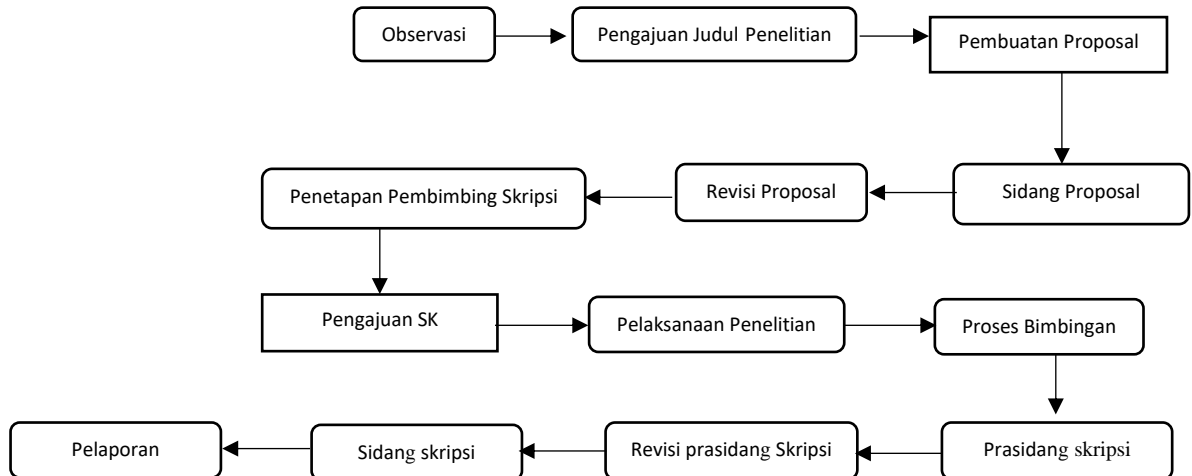 Observasi
Pengajuan Judul Penelitian
Pembuatan Proposal
Sidang Proposal
Revisi Proposal
Penetapan Pembimbing Skripsi
Pengajuan SK
Pelaksanaan Penelitian
Proses Bimbingan
Prasidang skripsi
Revisi prasidang Skripsi
Sidang skripsi
Pelaporan